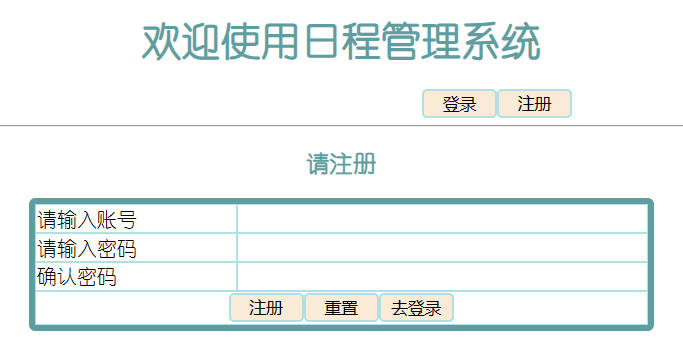 欢迎使用日程管理系统
登录 注册
请注册
请输入账号
请输入密码
确认密码
注册 重置 去登录